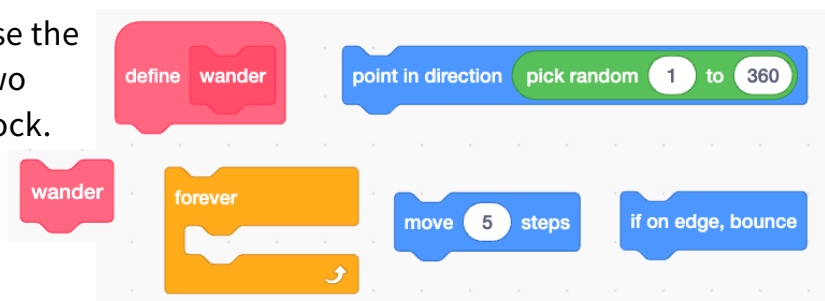 se the
define wander
point in direction pick random 1 to 360
wo
ock.
wander
forever
move 5 steps
if on edge, bounce